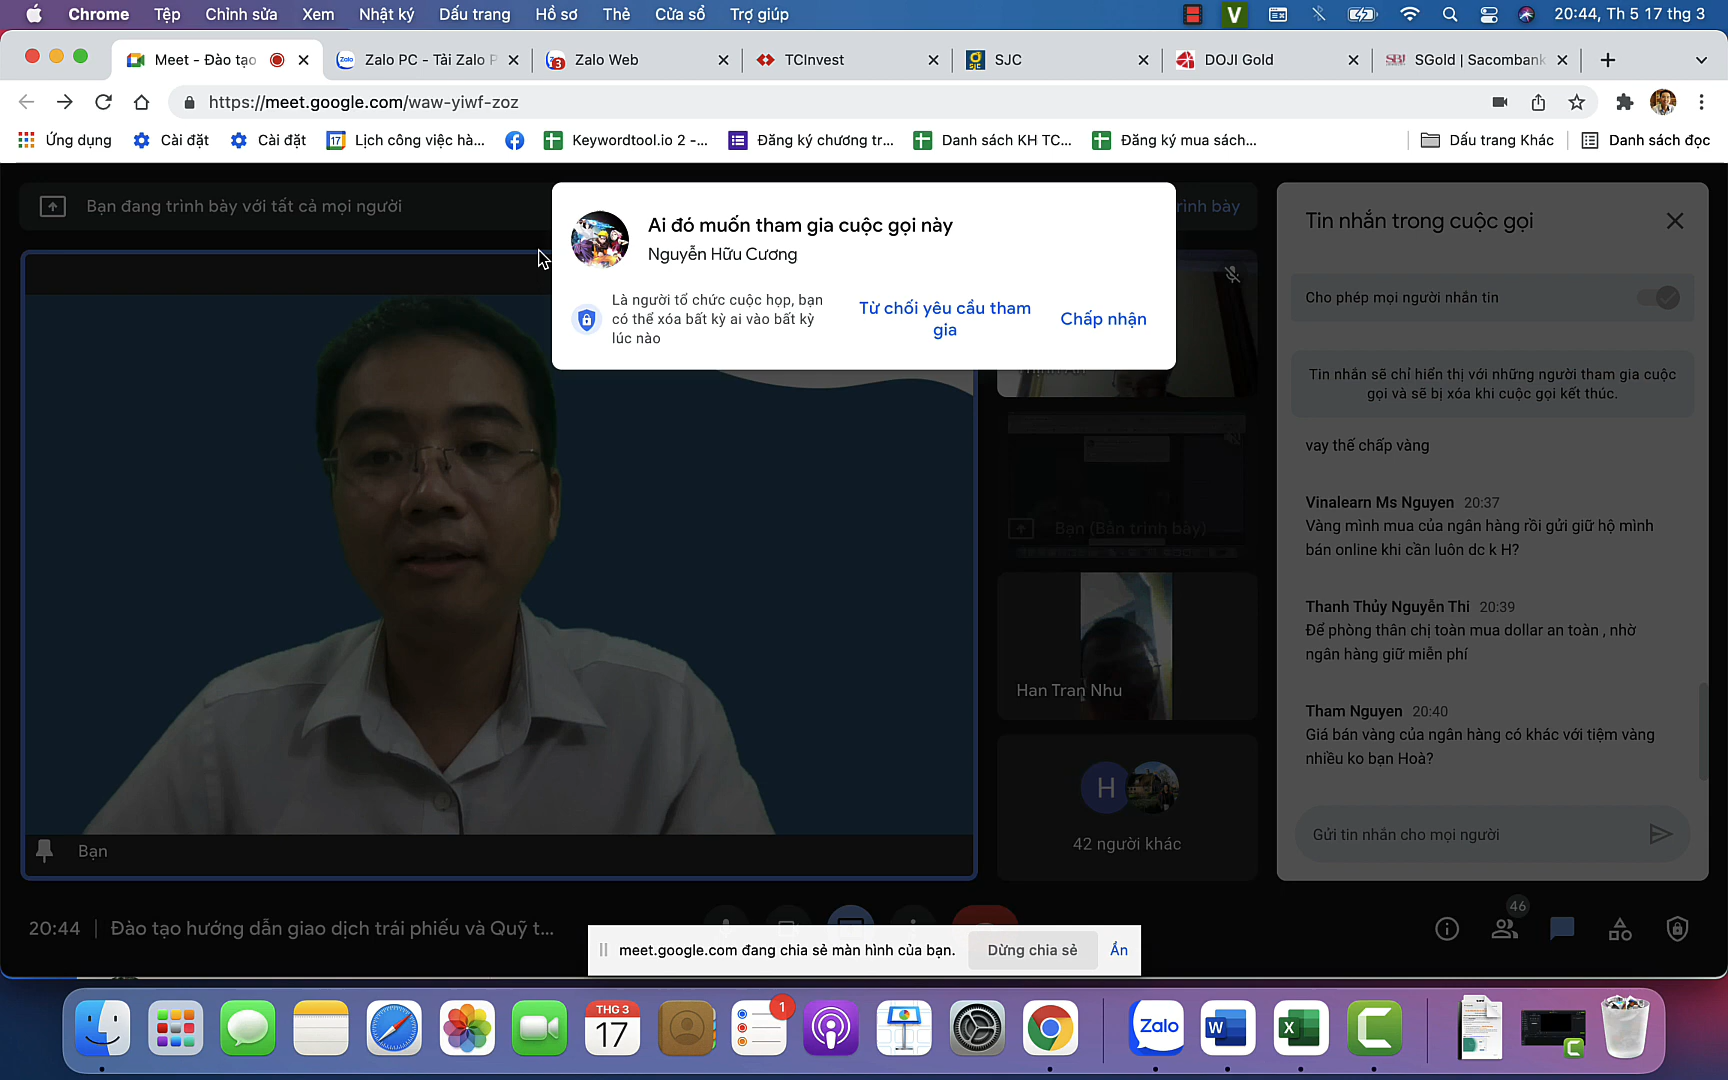 Chrome Tệp Chỉnh sửa Xem Nhật ký Dấu trang Hồ sơ Thẻ Cửa sổ Trợ giúp
V
20:44, Th 5 17 thg 3
Meet - Đào tạo
Zalo PC - Tải Zalo P
Zalo Web
TCInvest
SJC
DOJI Gold
SGold | Sacombank
https://meet.google.com/waw-yiwf-zoz
Ứng dụng
Cài đặt
Cài đặt
Lịch công việc hà...
Keywordtool.io 2 -...
Đăng ký chương tr...
Danh sách KH TC...
Đăng ký mua sách...
Dấu trang Khác
Danh sách đọc
Bạn đang trình bày với tất cả mọi người
rình bày
Ai đó muốn tham gia cuộc gọi này
Nguyễn Hữu Cương
Là người tổ chức cuộc họp, bạn
có thể xóa bất kỳ ai vào bất kỳ
lúc nào
Từ chối yêu cầu tham
gia
Chấp nhận
Bạn (Bản trình bày)
Han Tran Nhu
H
42 người khác
Bạn
Tin nhắn trong cuộc gọi
Cho phép mọi người nhắn tin
Tin nhắn sẽ chỉ hiển thị với những người tham gia cuộc
gọi và sẽ bị xóa khi cuộc gọi kết thúc.
vay thế chấp vàng
Vinalearn Ms Nguyen 20:37
Vàng mình mua của ngân hàng rồi gửi giữ hộ mình
bán online khi cần luôn dc k H?
Thanh Thủy Nguyễn Thi 20:39
Để phòng thân chị toàn mua dollar an toàn , nhờ
ngân hàng giữ miễn phí
Tham Nguyen 20:40
Giá bán vàng của ngân hàng có khác với tiệm vàng
nhiều ko bạn Hoà?
Gửi tin nhắn cho mọi người
20:44 | Đào tạo hướng dẫn giao dịch trái phiếu và Quỹ t...
46
meet.google.com đang chia sẻ màn hình của bạn.
Dừng chia sẻ
Ẩn
THG 3
17
1
Zalo
W
X